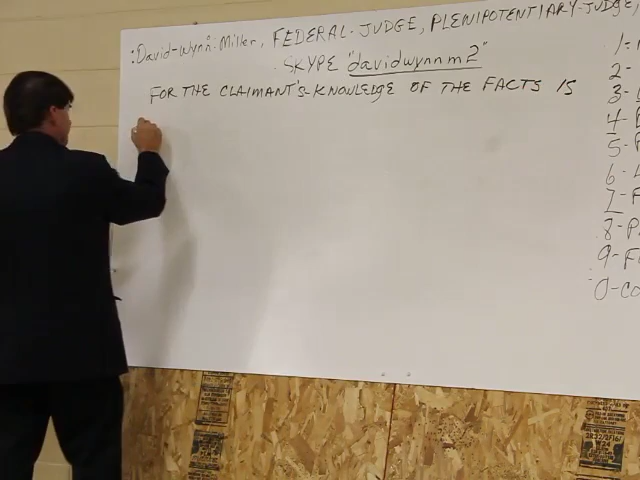 :David-Wynn: Miller, FEDERAL-JUDGE, PLENIPOTENTIARY-JUDGE,
SKYPE "davidwynnm2"
FOR THE CLAIMANT'S-KNOWLEDGE OF THE FACTS IS
1=
2-
3-
4-
5-
6-
7-
8-
9-
0-CO